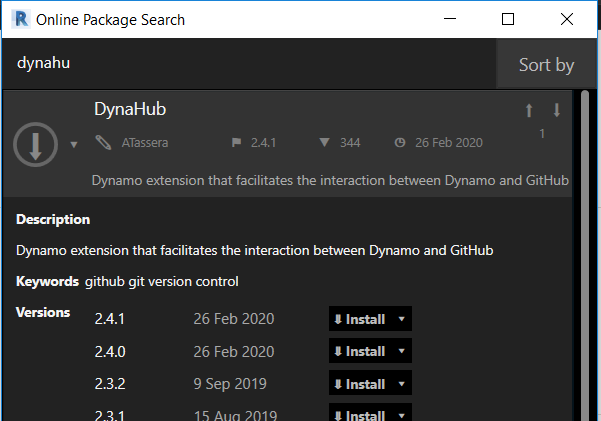 R Online Package Search
dynahu
Sort by
DynaHub
1
ATassera 2.4.1 344 26 Feb 2020
Dynamo extension that facilitates the interaction between Dynamo and GitHub
Description
Dynamo extension that facilitates the interaction between Dynamo and GitHub
Keywords github git version control
Versions 2.4.1 26 Feb 2020 Install
2.4.0 26 Feb 2020 Install
2.3.2 9 Sep 2019 Install
2.3.1 15 Aug 2019 Install